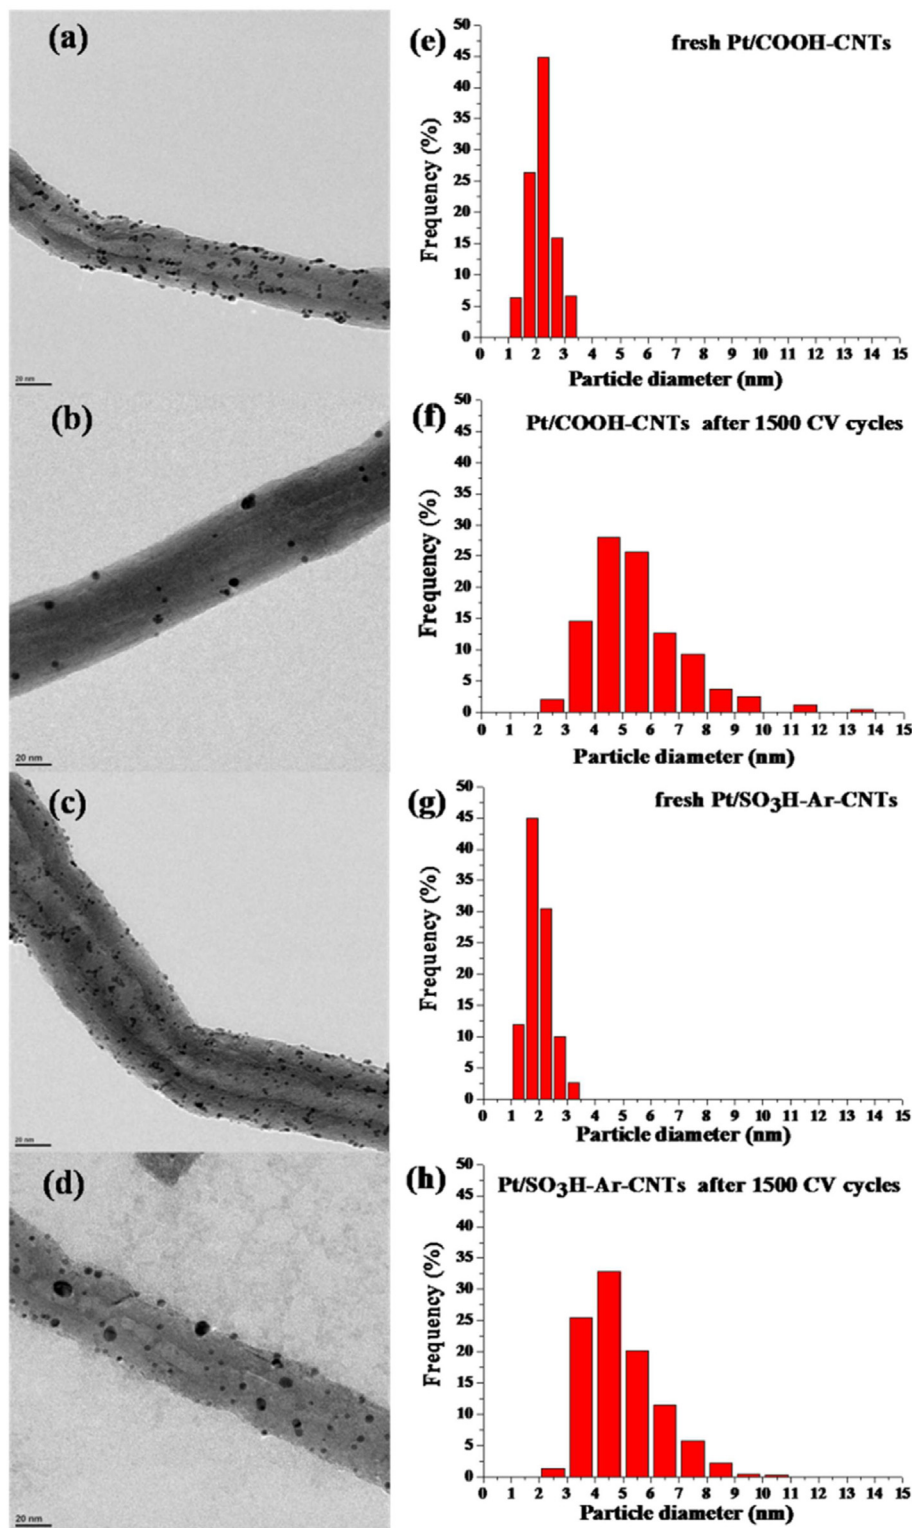 (a)
20 nm
(e)
fresh Pt/COOH-CNTs
Frequency (%)
50
45
40
35
30
25
20
15
10
5
0
0 1 2 3 4 5 6 7 8 9 10 11 12 13 14 15
Particle diameter (nm)
(b)
20 nm
(f)
Pt/COOH-CNTs after 1500 CV cycles
Frequency (%)
50
45
40
35
30
25
20
15
10
5
0
0 1 2 3 4 5 6 7 8 9 10 11 12 13 14 15
Particle diameter (nm)
(c)
20 nm
(g)
fresh Pt/SO₃H-Ar-CNTs
Frequency (%)
50
45
40
35
30
25
20
15
10
5
0
0 1 2 3 4 5 6 7 8 9 10 11 12 13 14 15
Particle diameter (nm)
(d)
20 nm
(h)
Pt/SO₃H-Ar-CNTs after 1500 CV cycles
Frequency (%)
50
45
40
35
30
25
20
15
10
5
0
0 1 2 3 4 5 6 7 8 9 10 11 12 13 14 15
Particle diameter (nm)